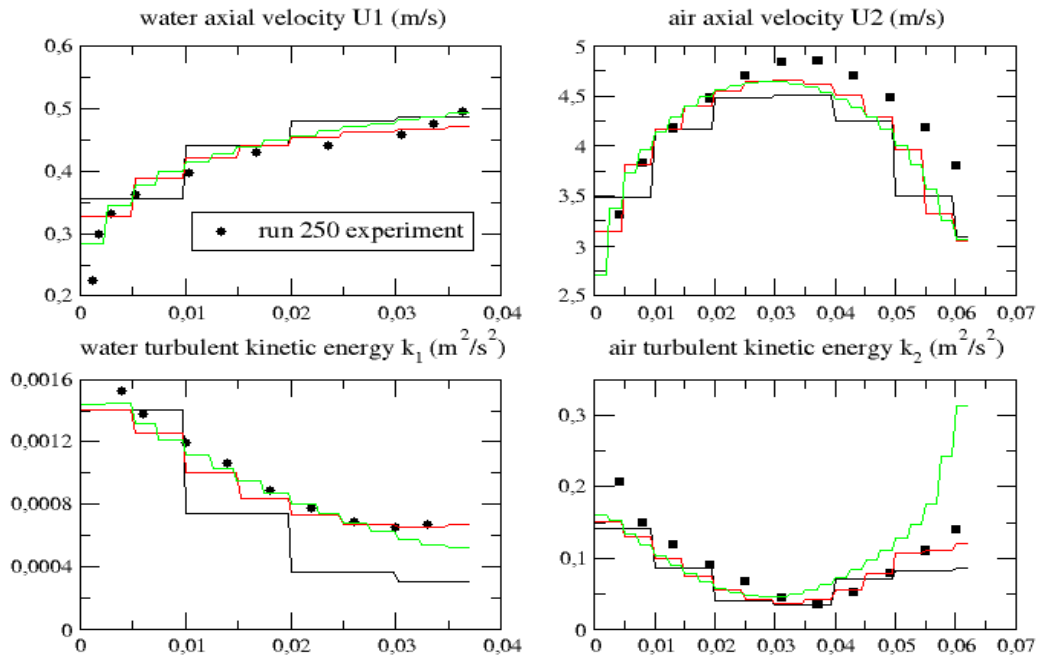 water axial velocity U1 (m/s)
0,6
0,5
0,4
0,3
0,2
0 0,01 0,02 0,03 0,04
run 250 experiment
air axial velocity U2 (m/s)
5
4,5
4
3,5
3
2,5
0 0,01 0,02 0,03 0,04 0,05 0,06 0,07
water turbulent kinetic energy k₁ (m²/s²)
0,0016
0,0012
0,0008
0,0004
0
0 0,01 0,02 0,03 0,04
air turbulent kinetic energy k₂ (m²/s²)
0,3
0,2
0,1
0
0 0,01 0,02 0,03 0,04 0,05 0,06 0,07